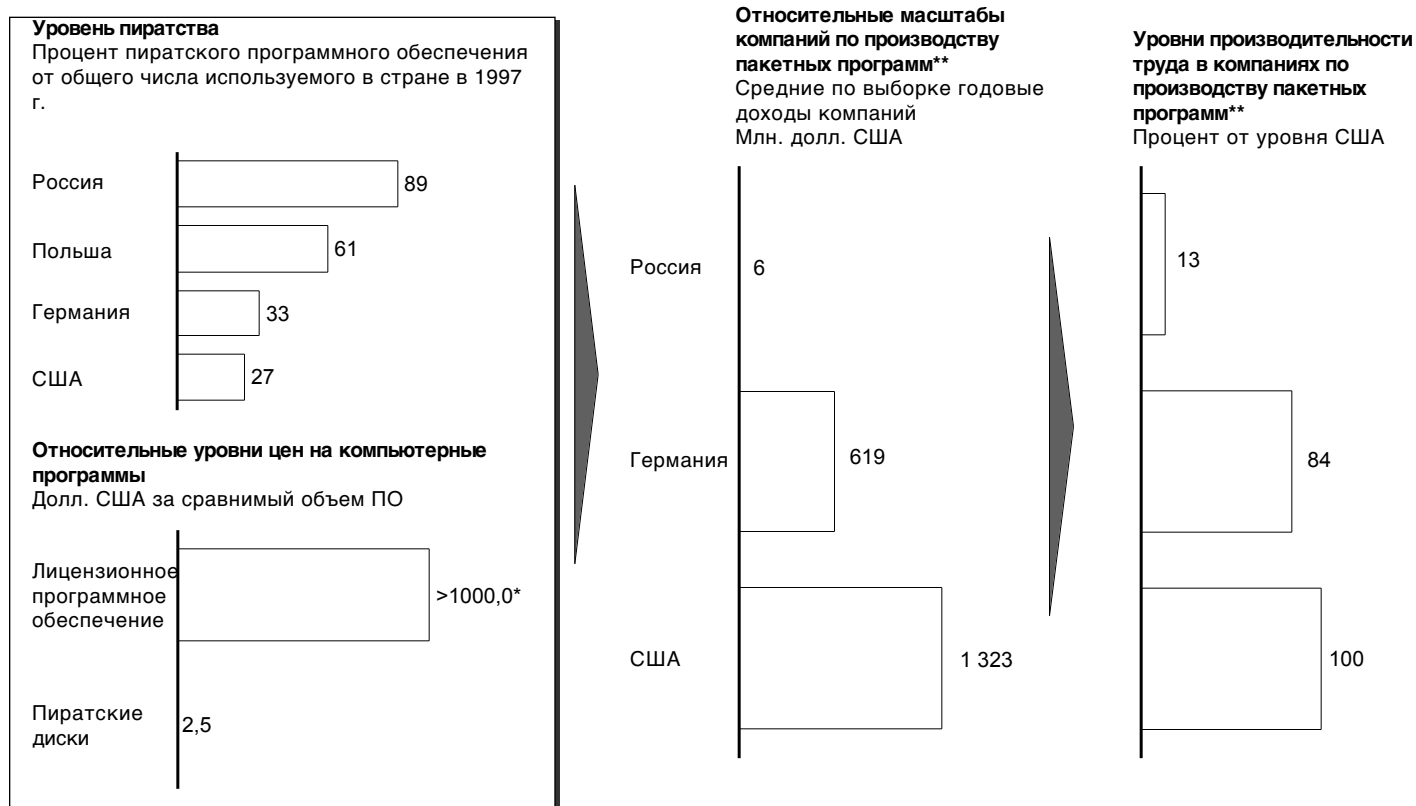 Уровень пиратства
Процент пиратского программного обеспечения
от общего числа используемого в стране в 1997
г.
Россия 89
Польша 61
Германия 33
США 27
Относительные уровни цен на компьютерные
программы
Долл. США за сравнимый объем ПО
Лицензионное
программное
обеспечение
>1000,0*
Пиратские
диски
2,5
Относительные масштабы
компаний по производству
пакетных программ**
Средние по выборке годовые
доходы компаний
Млн. долл. США
Россия 6
Германия 619
США 1 323
Уровни производительности
труда в компаниях по
производству пакетных
программ**
Процент от уровня США
13
84
100